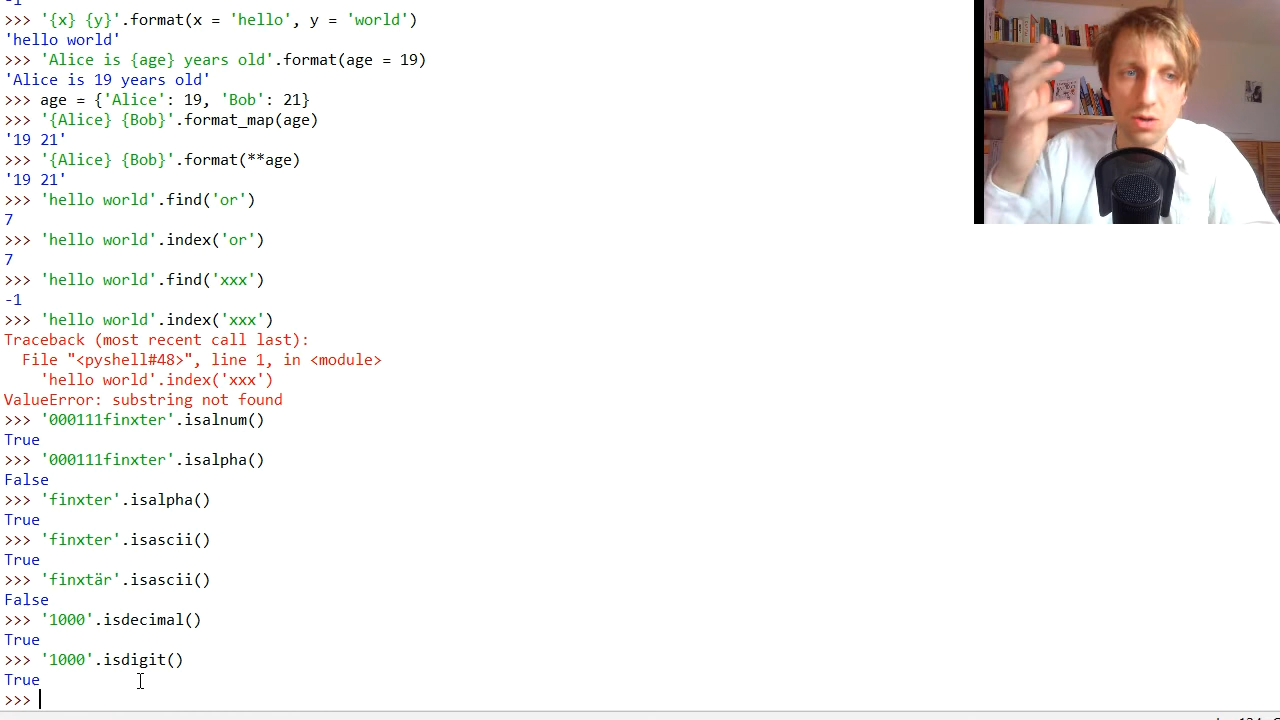 -1
>>> '{x} {y}'.format(x = 'hello', y = 'world')
'hello world'
>>> 'Alice is {age} years old'.format(age = 19)
'Alice is 19 years old'
>>> age = {'Alice': 19, 'Bob': 21}
>>> '{Alice} {Bob}'.format_map(age)
'19 21'
>>> '{Alice} {Bob}'.format(**age)
'19 21'
>>> 'hello world'.find('or')
7
>>> 'hello world'.index('or')
7
>>> 'hello world'.find('xxx')
-1
>>> 'hello world'.index('xxx')
Traceback (most recent call last):
  File "<pyshell#48>", line 1, in <module>
    'hello world'.index('xxx')
ValueError: substring not found
>>> '000111finxter'.isalnum()
True
>>> '000111finxter'.isalpha()
False
>>> 'finxter'.isalpha()
True
>>> 'finxter'.isascii()
True
>>> 'finxtär'.isascii()
False
>>> '1000'.isdecimal()
True
>>> '1000'.isdigit()
True
>>>